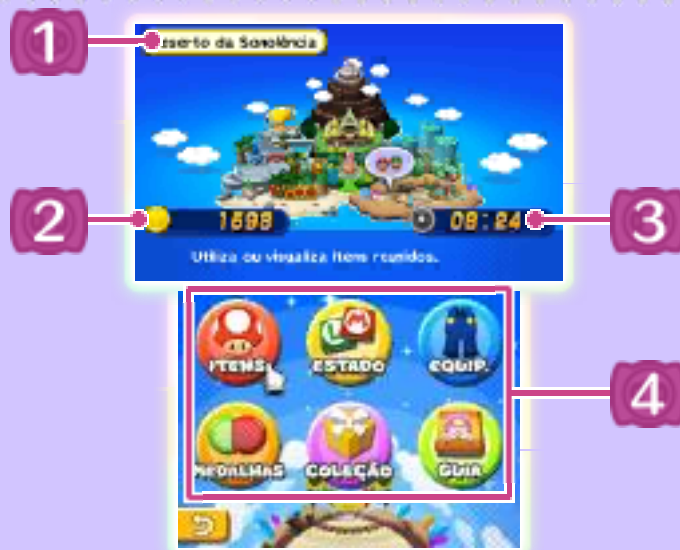 1
eserto da Sonolência
2
1598
09:24
3
Utiliza ou visualiza itens reunidos.
ITENS
ESTADO
EQUIP.
4
MEDALHAS
COLEÇÃO
GUIA